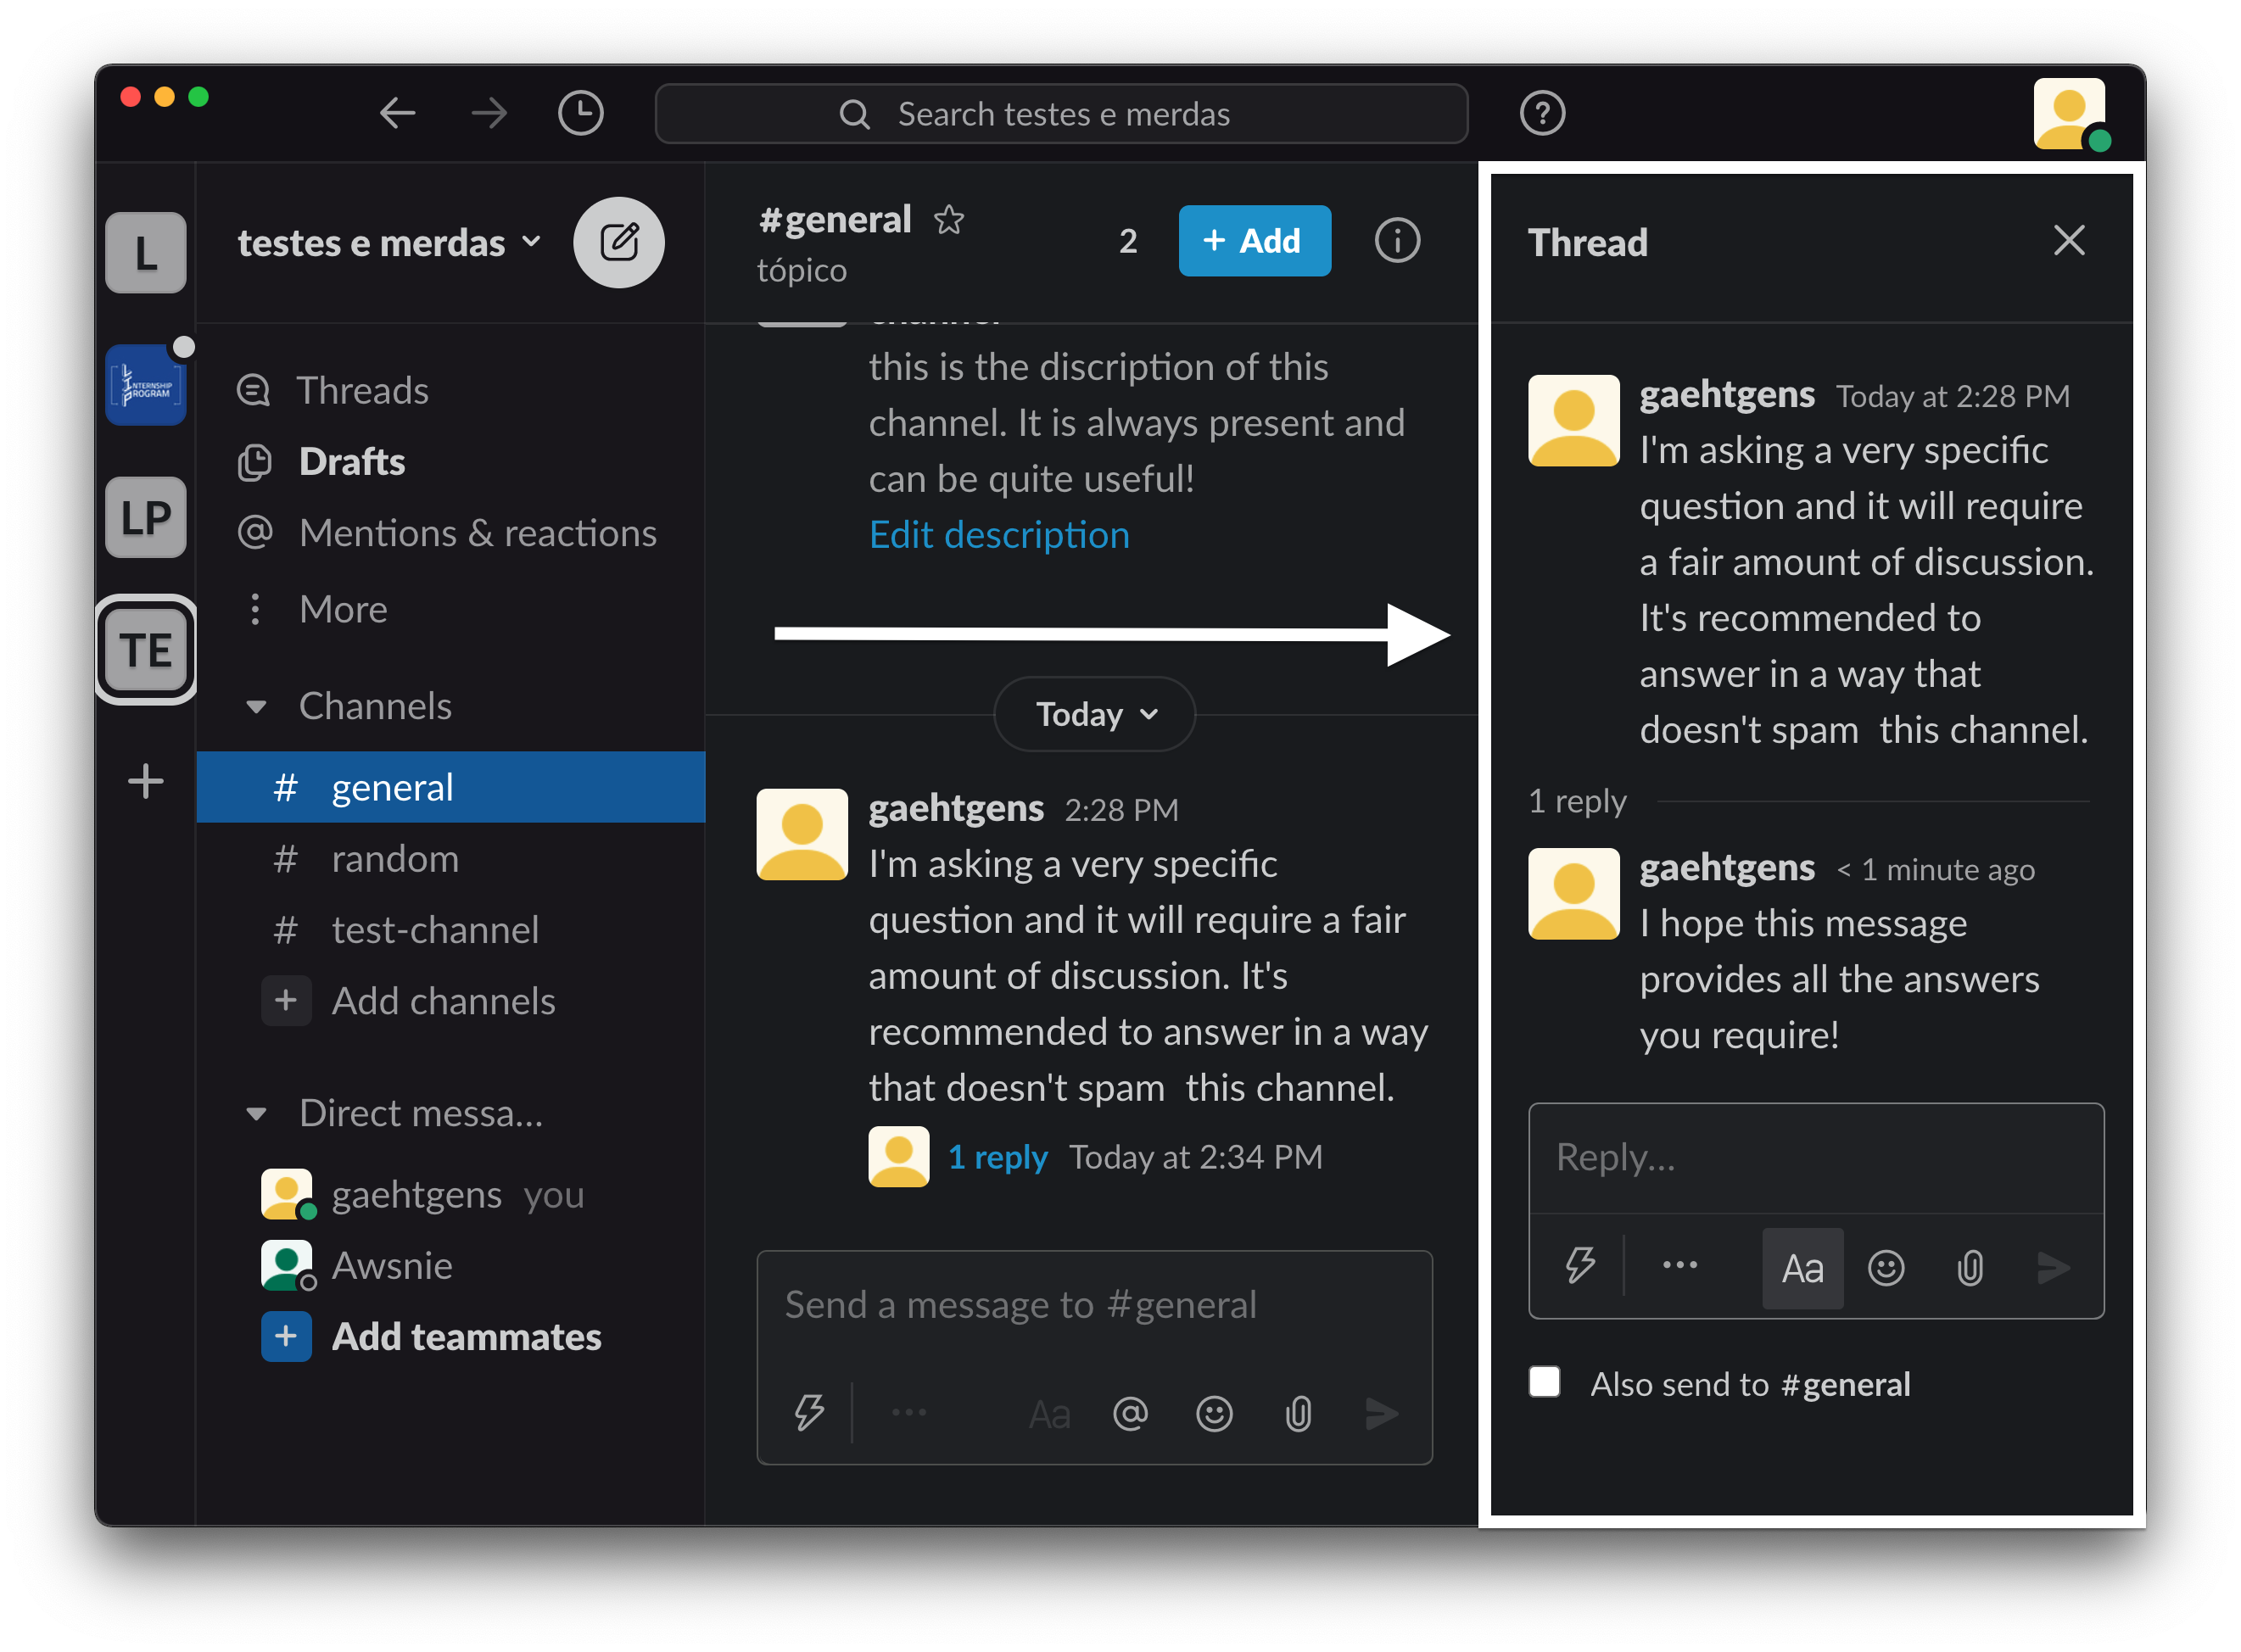 Search testes e merdas
L
INTERNSHIP
PROGRAM
LP
TE
testes e merdas
Threads
Drafts
Mentions & reactions
More
Channels
# general
# random
# test-channel
+ Add channels
Direct messa...
gaehtgens you
Awsnie
+ Add teammates
#general
tópico
2
+ Add
this is the discription of this
channel. It is always present and
can be quite useful!
Edit description
Today
gaehtgens 2:28 PM
I'm asking a very specific
question and it will require a fair
amount of discussion. It's
recommended to answer in a way
that doesn't spam  this channel.
1 reply Today at 2:34 PM
Send a message to #general
Aa
Thread
gaehtgens Today at 2:28 PM
I'm asking a very specific
question and it will require
a fair amount of discussion.
It's recommended to
answer in a way that
doesn't spam  this channel.
1 reply
gaehtgens < 1 minute ago
I hope this message
provides all the answers
you require!
Reply...
Aa
Also send to #general